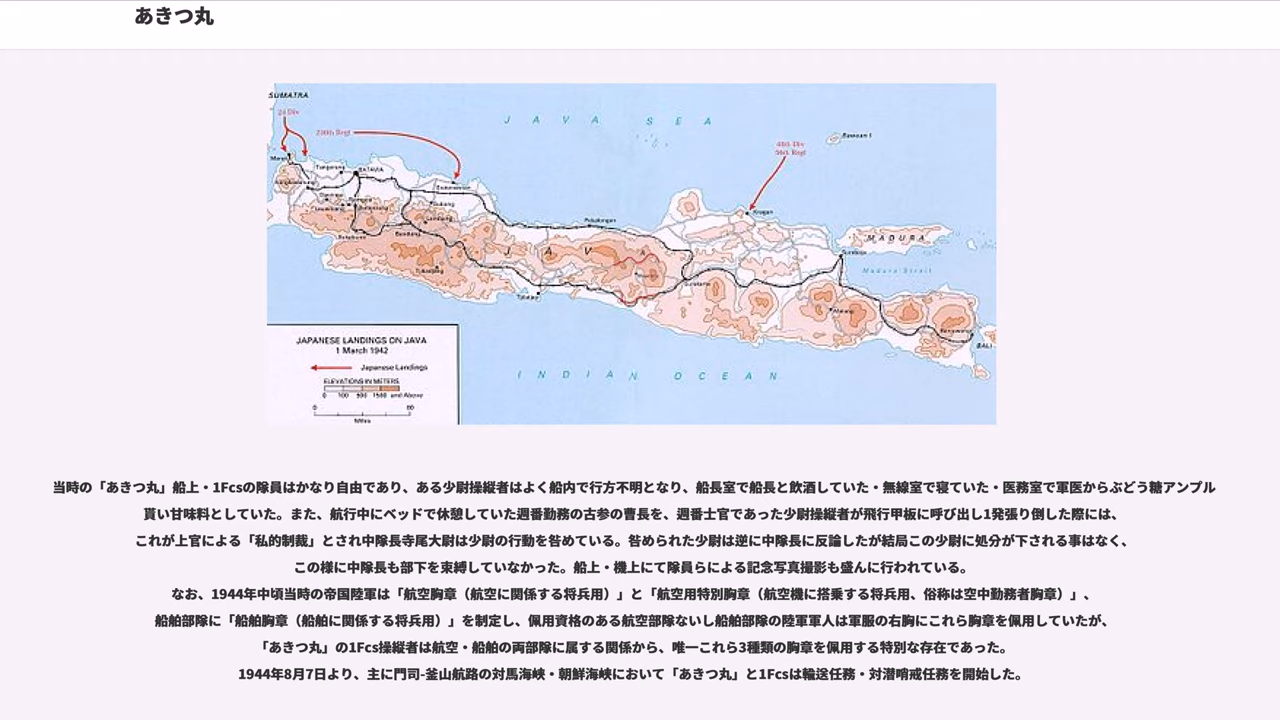 あきつ丸
SUMATRA
JAVA SEA
230th Regt
Bawean I
48th Div
56th Regt
BATAVIA
Tangerang
Kragan
Pekalongan
MADURA
Madura Strait
Bandung
JAVA
Surabaja
Malang
BALI
JAPANESE LANDINGS ON JAVA
1 March 1942
Japanese Landings
ELEVATIONS IN METERS
0 100 500 1500 and Above
0 80
Miles
INDIAN OCEAN
当時の「あきつ丸」船上・1Fcsの隊員はかなり自由であり、ある少尉操縦者はよく船内で行方不明となり、船長室で船長と飲酒していた・無線室で寝ていた・医務室で軍医からぶどう糖アンプル
貰い甘味料としていた。また、航行中にベッドで休憩していた週番勤務の古参の曹長を、週番士官であった少尉操縦者が飛行甲板に呼び出し1発張り倒した際には、
これが上官による「私的制裁」とされ中隊長寺尾大尉は少尉の行動を咎めている。咎められた少尉は逆に中隊長に反論したが結局この少尉に処分が下される事はなく、
この様に中隊長も部下を束縛していなかった。船上・機上にて隊員らによる記念写真撮影も盛んに行われている。
なお、1944年中頃当時の帝国陸軍は「航空胸章（航空に関係する将兵用）」と「航空用特別胸章（航空機に搭乗する将兵用、俗称は空中勤務者胸章）」、
船舶部隊に「船舶胸章（船舶に関係する将兵用）」を制定し、佩用資格のある航空部隊ないし船舶部隊の陸軍軍人は軍服の右胸にこれら胸章を佩用していたが、
「あきつ丸」の1Fcs操縦者は航空・船舶の両部隊に属する関係から、唯一これら3種類の胸章を佩用する特別な存在であった。
1944年8月7日より、主に門司-釜山航路の対馬海峡・朝鮮海峡において「あきつ丸」と1Fcsは輸送任務・対潜哨戒任務を開始した。